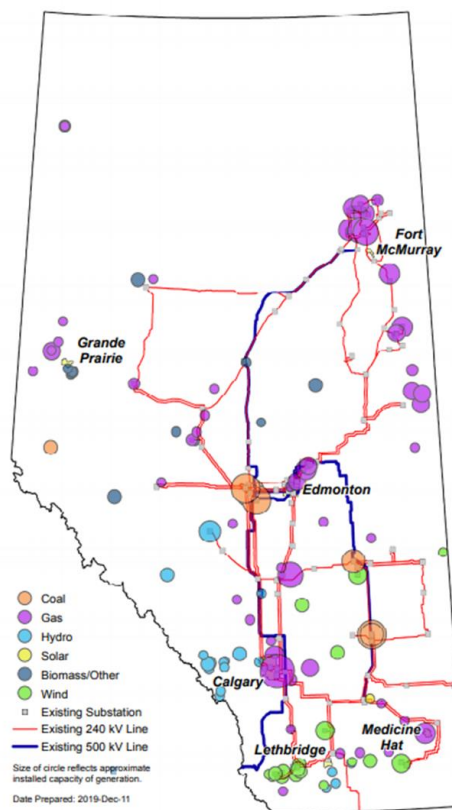 Fort
McMurray
Grande
Prairie
Edmonton
Coal
Gas
Hydro
Solar
Biomass/Other
Wind
Existing Substation
Existing 240 kV Line
Existing 500 kV Line
Size of circle reflects approximate
installed capacity of generation.
Date Prepared: 2019-Dec-11
Calgary
Medicine
Hat
Lethbridge